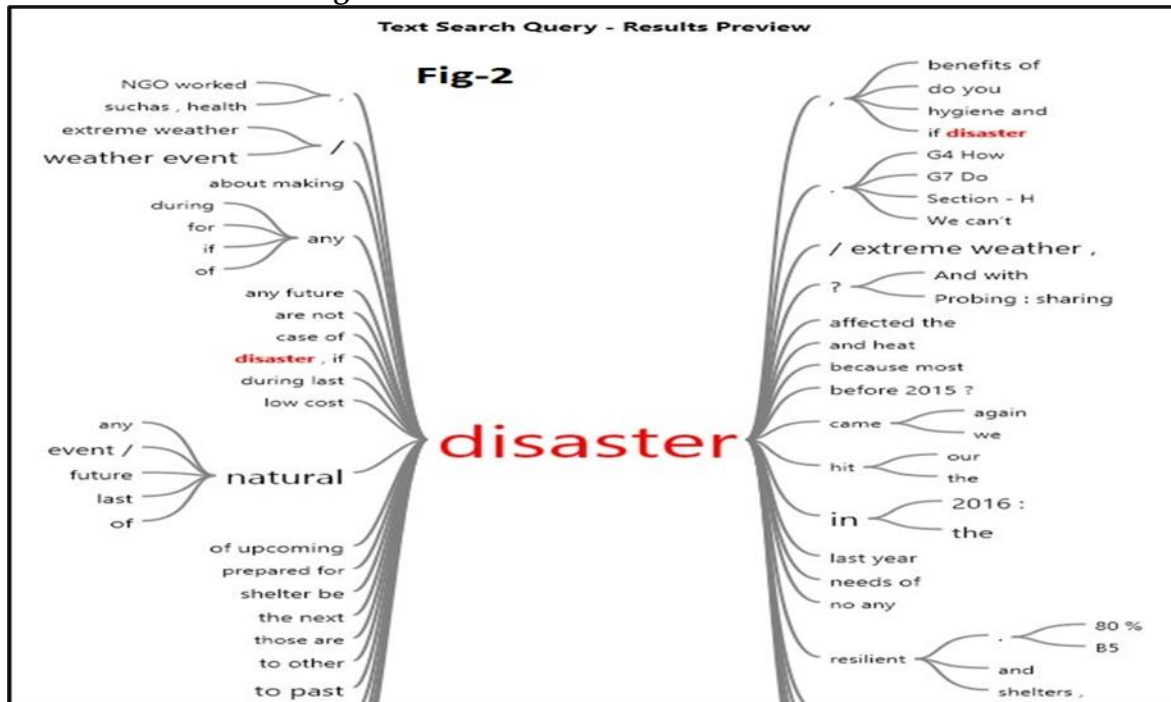 Text Search Query - Results Preview
Fig-2
NGO worked
suchas , health
,
extreme weather
weather event
/
about making
during
for
if
of
any
any future
are not
case of
disaster , if
during last
low cost
any
event /
future
last
of
natural
of upcoming
prepared for
shelter be
the next
those are
to other
to past
disaster
,
benefits of
do you
hygiene and
if disaster
.
G4 How
G7 Do
Section - H
We can't
/ extreme weather ,
?
And with
Probing : sharing
affected the
and heat
because most
before 2015 ?
came
again
we
hit
our
the
in
2016 :
the
last year
needs of
no any
resilient
.
80 %
B5
and
shelters ,